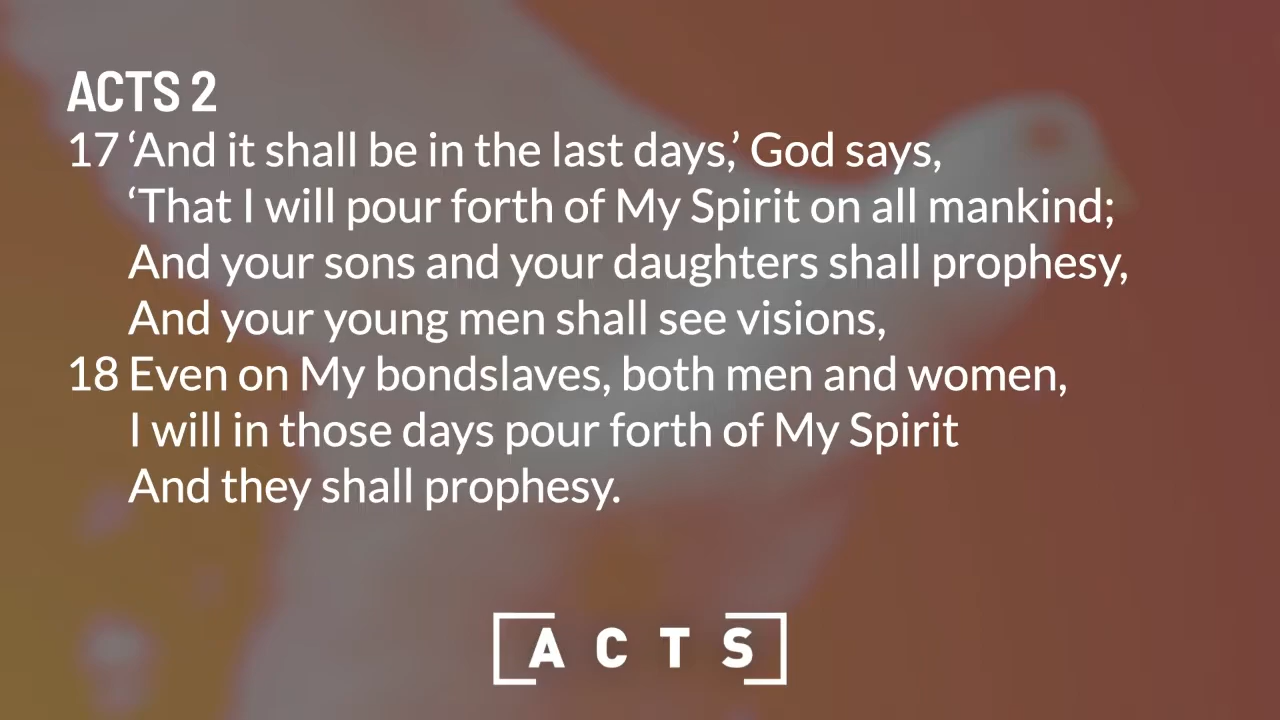 ACTS 2
17 ‘And it shall be in the last days,’ God says,
‘That I will pour forth of My Spirit on all mankind;
And your sons and your daughters shall prophesy,
And your young men shall see visions,
18 Even on My bondslaves, both men and women,
I will in those days pour forth of My Spirit
And they shall prophesy.
ACTS